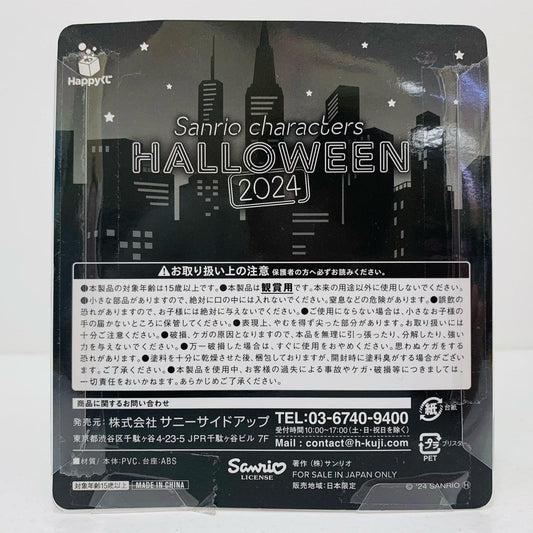 Happyくじ
Sanrio characters
HALLOWEEN
2024
⚠お取り扱い上の注意 保護者の方へ必ずお読みください。
●本製品の対象年齢は15歳以上です。●本製品は観賞用です。本来の用途以外に使用しないでください。
●小さな部品がありますので、絶対に口の中には入れないでください。窒息などの危険があります。●誤飲の
恐れがありますので、お子様には絶対に与えないでください。●ご使用にならない場合は、小さなお子様の
手の届かないところに保管してください。●表現上、やむを得ず尖った部分があります。お取り扱いには
十分ご注意ください。●破損、ケガの原因となりますので、本品を無理に引っ張ったり、分解したり、強い
力を与えないでください。●万一破損した場合は、すぐに使用をおやめください。思わぬケガをする
恐れがあります。●塗料を十分に乾燥させた後、梱包しておりますが、開封時に塗料臭がする場合がござい
ます。ご了承ください。●本製品を使用中、お客様の過失による事故やケガ・破損等につきましては、
一切責任をおいかねます。あらかじめご了承ください。
商品に関するお問い合わせ
発売元: 株式会社 サニーサイドアップ
東京都渋谷区千駄ヶ谷4-23-5 JPR千駄ヶ谷ビル 7F
TEL:03-6740-9400
受付時間 10:00~17:00(土・日・祝日を除く)
Mail : contact@h-kuji.com
紙 台紙
PET ブリスター
■材質/本体:PVC、台座:ABS
Sanrio
LICENSE
著作 (株)サンリオ
FOR SALE IN JAPAN ONLY
販売地域:日本限定
対象年齢15歳以上
MADE IN CHINA
© '24 SANRIO Ⓗ